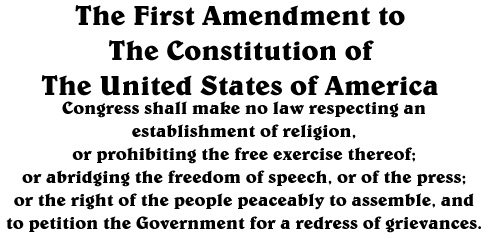 The First Amendment to
The Constitution of
The United States of America
Congress shall make no law respecting an
establishment of religion,
or prohibiting the free exercise thereof;
or abridging the freedom of speech, or of the press;
or the right of the people peaceably to assemble, and
to petition the Government for a redress of grievances.